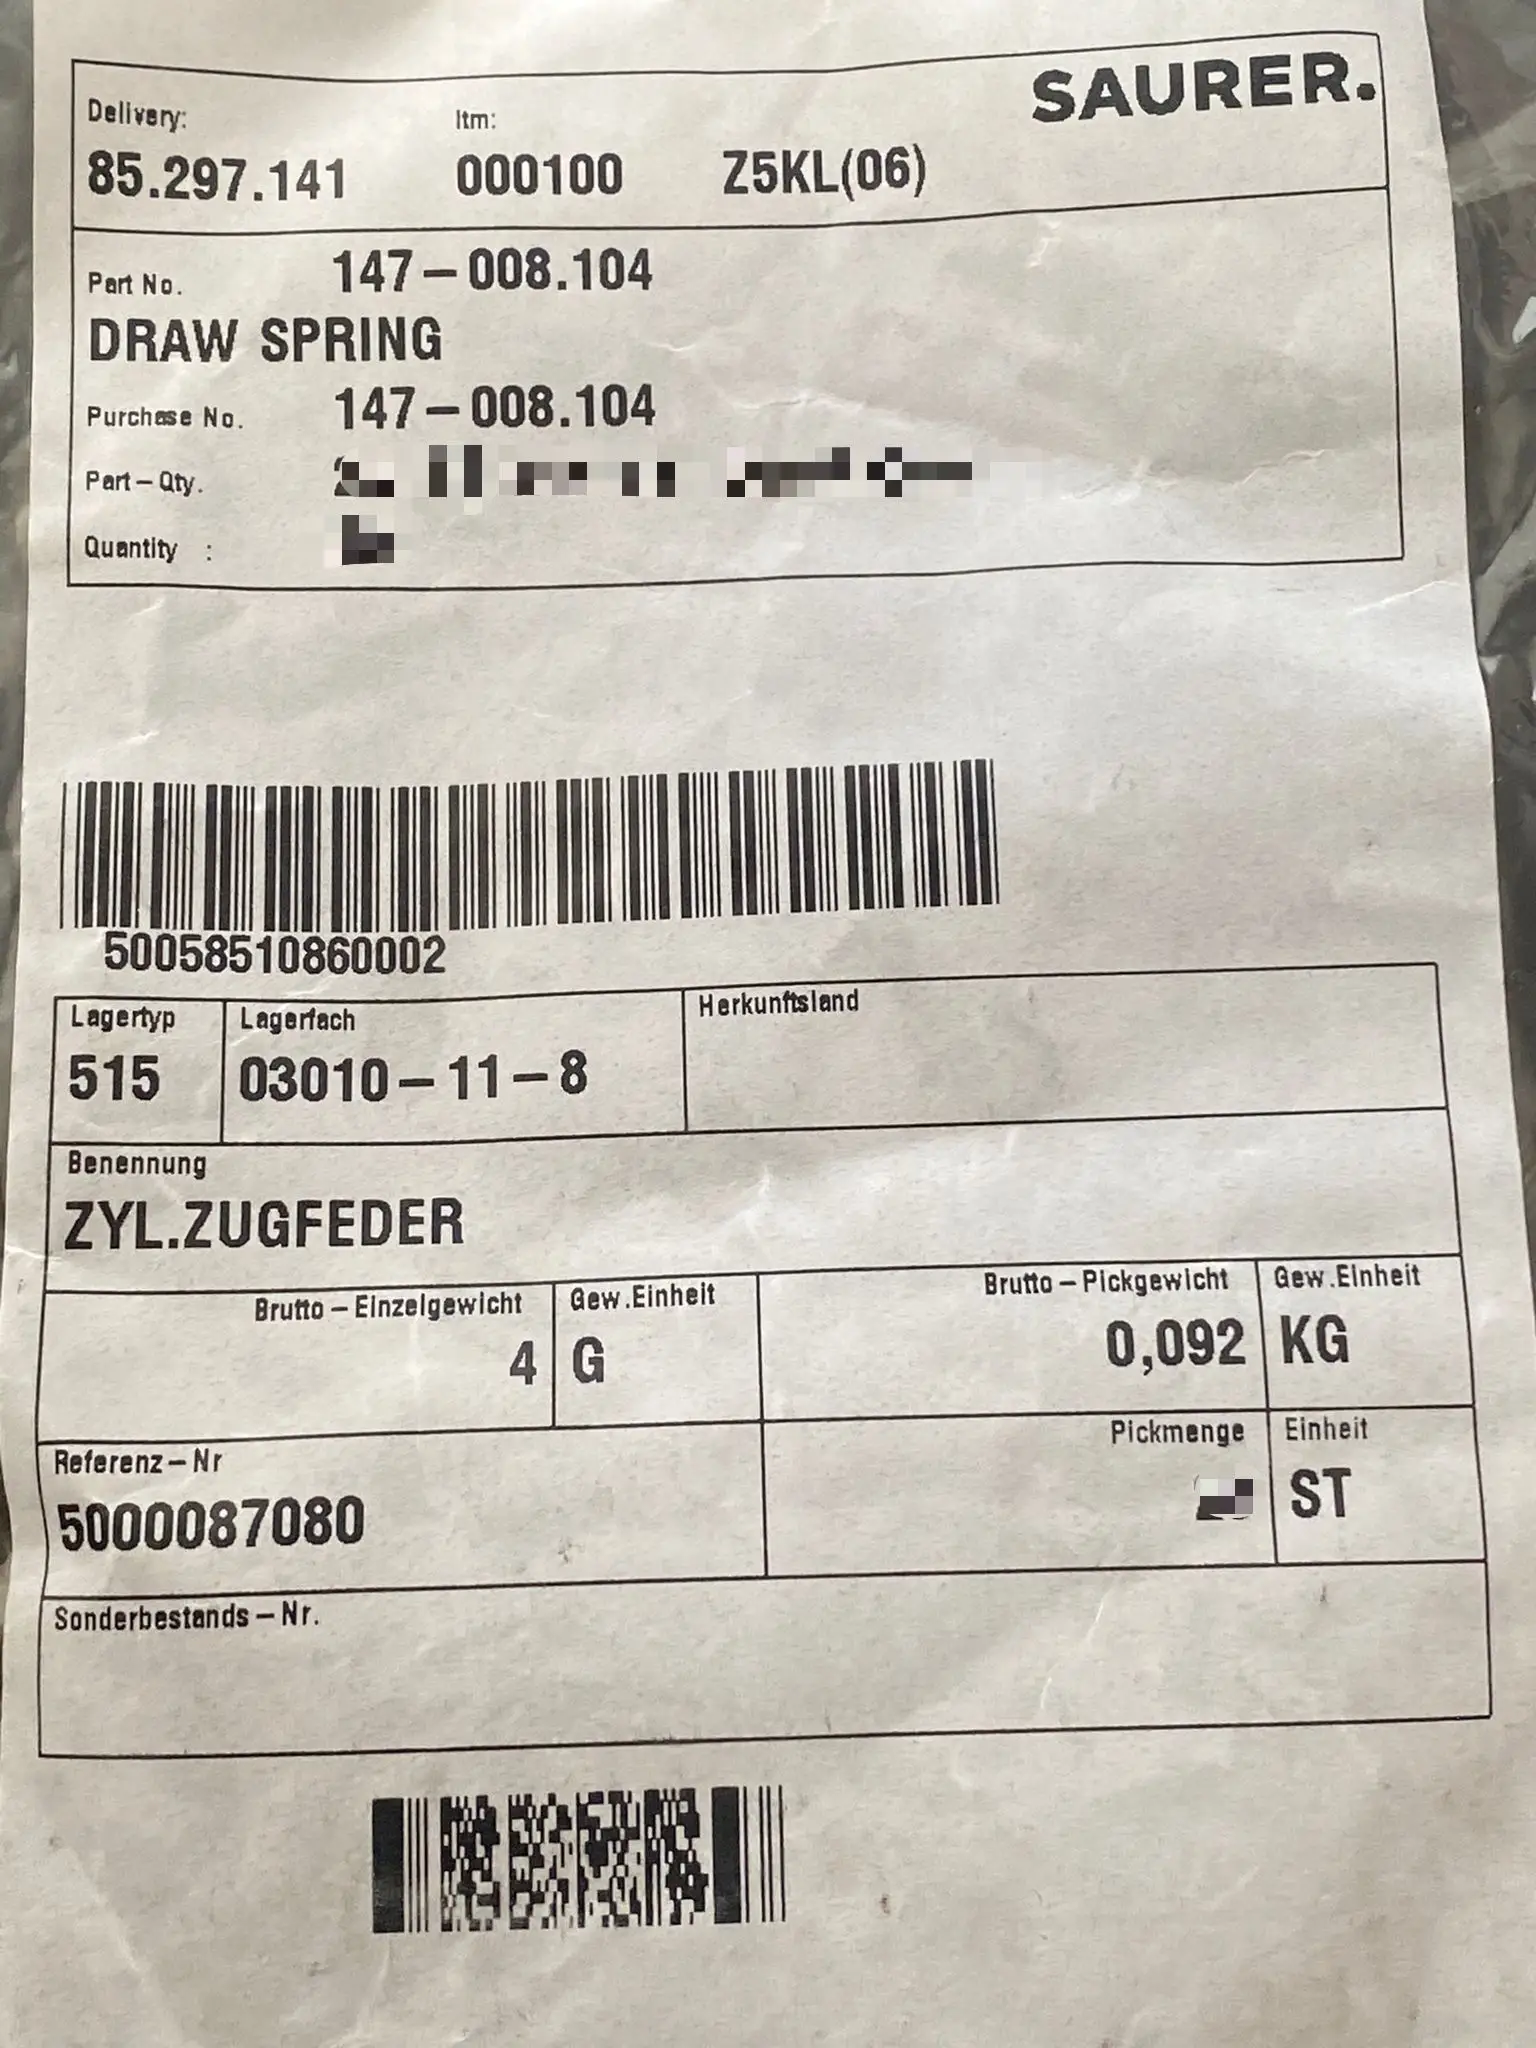 SAURER.
Delivery: Itm:
85.297.141 000100 Z5KL(06)
Part No. 147-008.104
DRAW SPRING
Purchase No. 147-008.104
Part-Qty.
Quantity :
50058510860002
Lagertyp Lagerfach Herkunftsland
515 03010-11-8
Benennung
ZYL.ZUGFEDER
Brutto-Einzelgewicht Gew.Einheit Brutto-Pickgewicht Gew.Einheit
4 G 0,092 KG
Referenz-Nr Pickmenge Einheit
5000087080 ST
Sonderbestands-Nr.